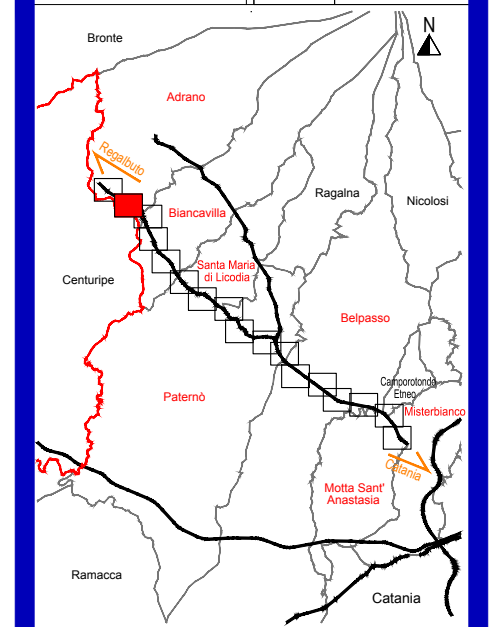 N
Bronte
Adrano
Regalbuto
Ragalna
Nicolosi
Biancavilla
Santa Maria
di Licodia
Centuripe
Belpasso
Camporotondo
Etneo
Paternò
Misterbianco
Catania
Motta Sant'
Anastasia
Ramacca
Catania